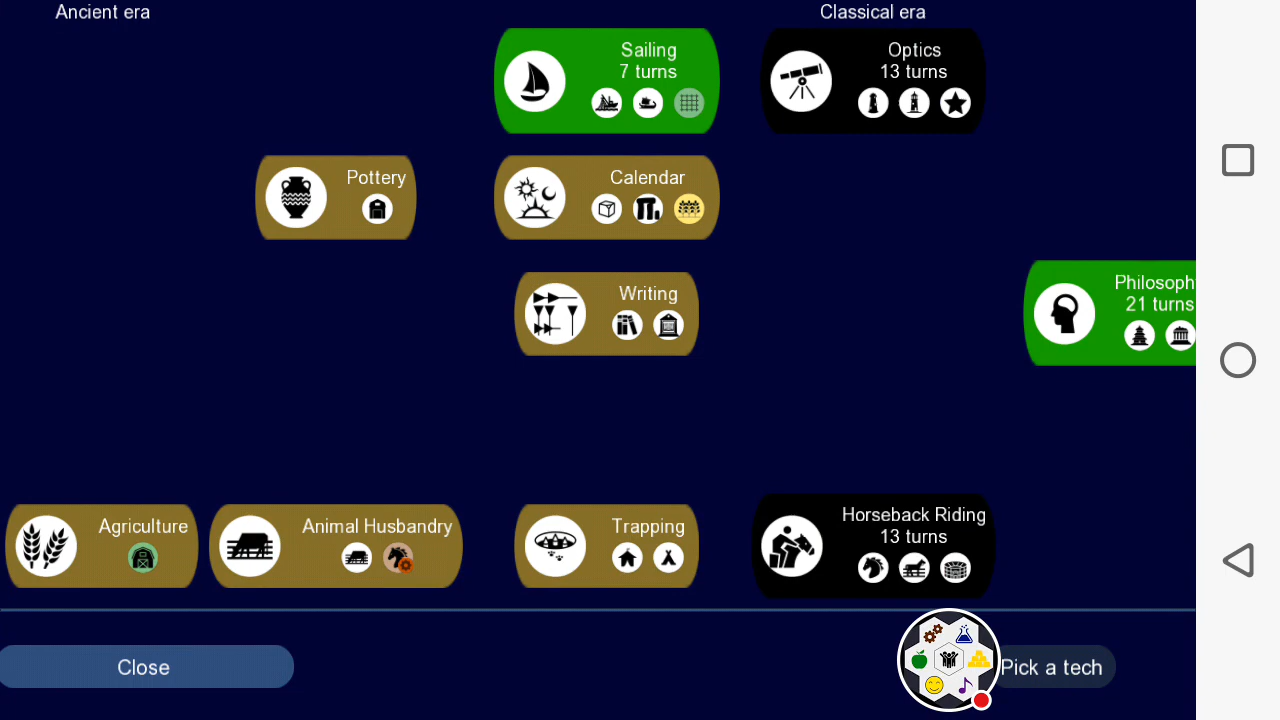 Ancient era
Classical era
Sailing
7 turns
Optics
13 turns
Pottery
Calendar
Writing
Philosoph
21 turns
Agriculture
Animal Husbandry
Trapping
Horseback Riding
13 turns
Close
Pick a tech